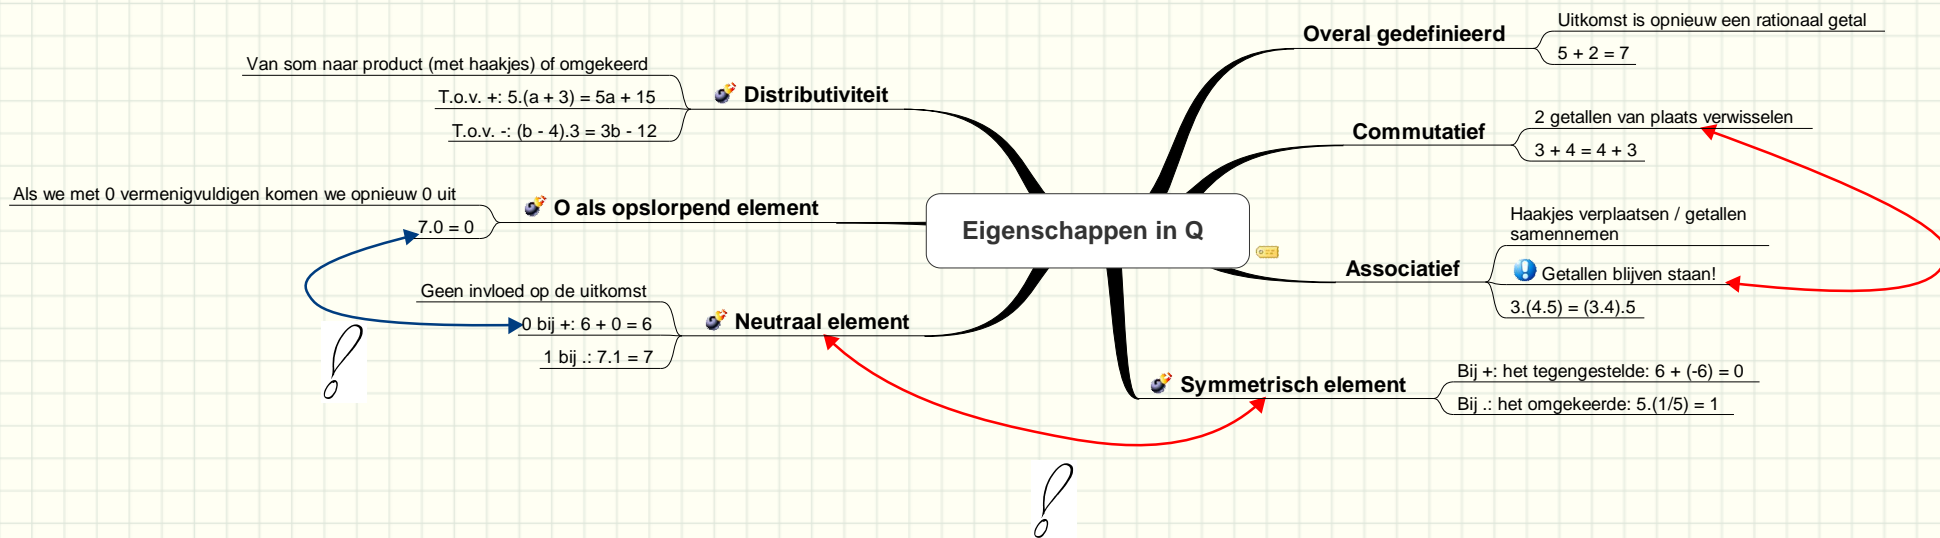 Eigenschappen in Q
Overal gedefinieerd
Uitkomst is opnieuw een rationaal getal
5 + 2 = 7
Commutatief
2 getallen van plaats verwisselen
3 + 4 = 4 + 3
Associatief
Haakjes verplaatsen / getallen
samennemen
Getallen blijven staan!
3.(4.5) = (3.4).5
Symmetrisch element
Bij +: het tegengestelde: 6 + (-6) = 0
Bij .: het omgekeerde: 5.(1/5) = 1
Distributiviteit
Van som naar product (met haakjes) of omgekeerd
T.o.v. +: 5.(a + 3) = 5a + 15
T.o.v. -: (b - 4).3 = 3b - 12
O als opslorpend element
Als we met 0 vermenigvuldigen komen we opnieuw 0 uit
7.0 = 0
Neutraal element
Geen invloed op de uitkomst
0 bij +: 6 + 0 = 6
1 bij .: 7.1 = 7
!
!